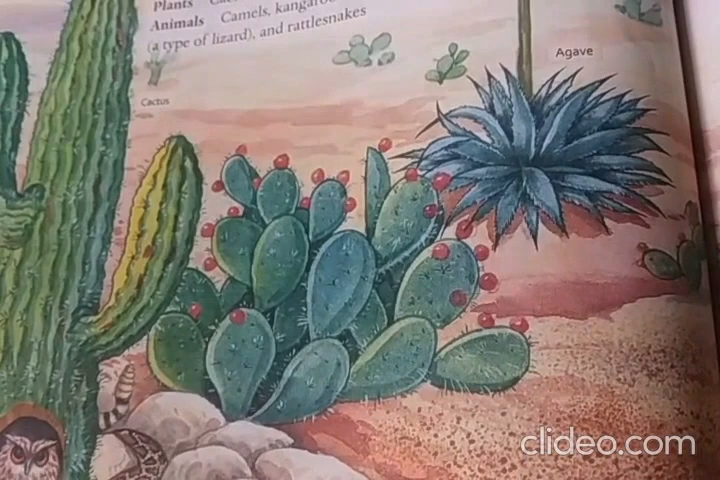 Plants
Animals Camels, kangaroo
(a type of lizard), and rattlesnakes
Agave
Cactus
clideo.com